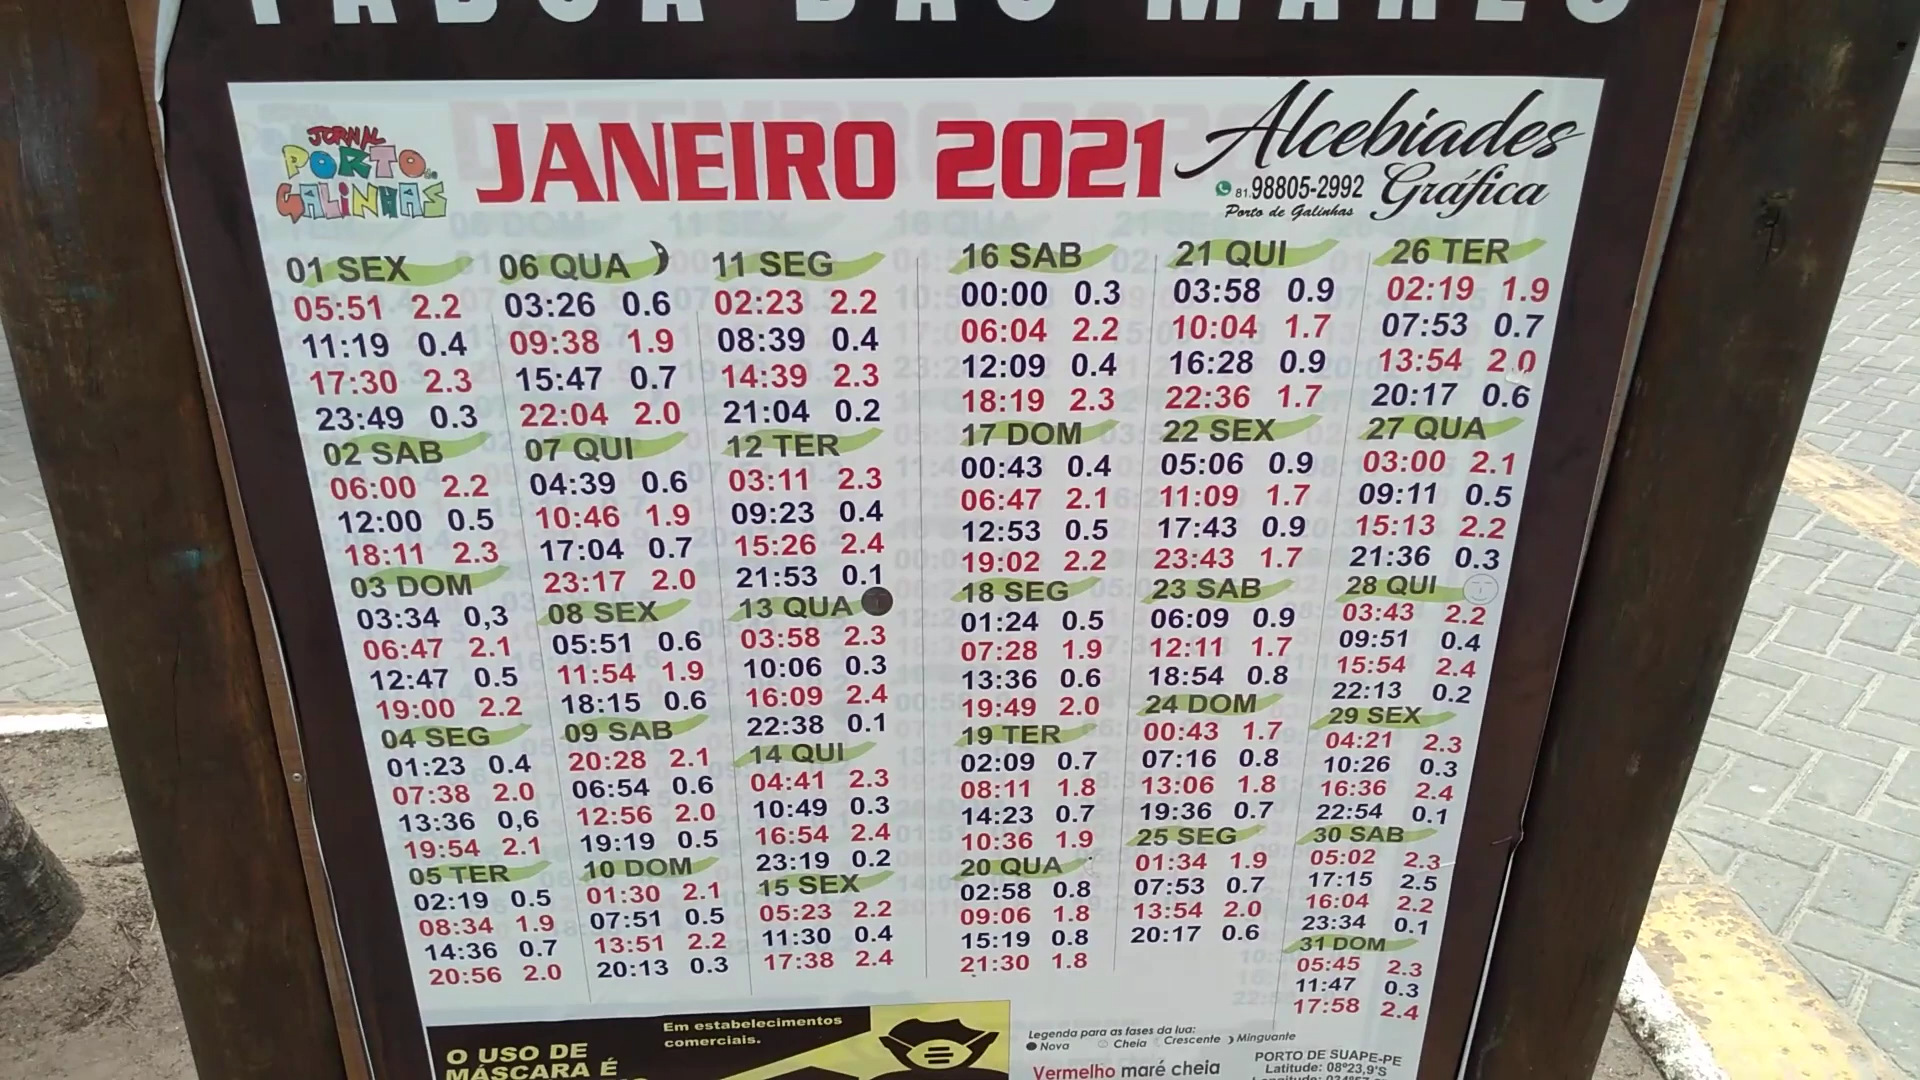 TÁBUA DAS MARÉS
JORNAL
PORTO de
GALINHAS
JANEIRO 2021
Alcebiades
Gráfica
81.98805-2992
Porto de Galinhas
01 SEX
05:51 2.2
11:19 0.4
17:30 2.3
23:49 0.3
02 SAB
06:00 2.2
12:00 0.5
18:11 2.3
03 DOM
03:34 0,3
06:47 2.1
12:47 0.5
19:00 2.2
04 SEG
01:23 0.4
07:38 2.0
13:36 0,6
19:54 2.1
05 TER
02:19 0.5
08:34 1.9
14:36 0.7
20:56 2.0
06 QUA
03:26 0.6
09:38 1.9
15:47 0.7
22:04 2.0
07 QUI
04:39 0.6
10:46 1.9
17:04 0.7
23:17 2.0
08 SEX
05:51 0.6
11:54 1.9
18:15 0.6
09 SAB
20:28 2.1
06:54 0.6
12:56 2.0
19:19 0.5
10 DOM
01:30 2.1
07:51 0.5
13:51 2.2
20:13 0.3
11 SEG
02:23 2.2
08:39 0.4
14:39 2.3
21:04 0.2
12 TER
03:11 2.3
09:23 0.4
15:26 2.4
21:53 0.1
13 QUA
03:58 2.3
10:06 0.3
16:09 2.4
22:38 0.1
14 QUI
04:41 2.3
10:49 0.3
16:54 2.4
23:19 0.2
15 SEX
05:23 2.2
11:30 0.4
17:38 2.4
16 SAB
00:00 0.3
06:04 2.2
12:09 0.4
18:19 2.3
17 DOM
00:43 0.4
06:47 2.1
12:53 0.5
19:02 2.2
18 SEG
01:24 0.5
07:28 1.9
13:36 0.6
19:49 2.0
19 TER
02:09 0.7
08:11 1.8
14:23 0.7
10:36 1.9
20 QUA
02:58 0.8
09:06 1.8
15:19 0.8
21:30 1.8
21 QUI
03:58 0.9
10:04 1.7
16:28 0.9
22:36 1.7
22 SEX
05:06 0.9
11:09 1.7
17:43 0.9
23:43 1.7
23 SAB
06:09 0.9
12:11 1.7
18:54 0.8
24 DOM
00:43 1.7
07:16 0.8
13:06 1.8
19:36 0.7
25 SEG
01:34 1.9
07:53 0.7
13:54 2.0
20:17 0.6
26 TER
02:19 1.9
07:53 0.7
13:54 2.0
20:17 0.6
27 QUA
03:00 2.1
09:11 0.5
15:13 2.2
21:36 0.3
28 QUI
03:43 2.2
09:51 0.4
15:54 2.4
22:13 0.2
29 SEX
04:21 2.3
10:26 0.3
16:36 2.4
22:54 0.1
30 SAB
05:02 2.3
17:15 2.5
16:04 2.2
23:34 0.1
31 DOM
05:45 2.3
11:47 0.3
17:58 2.4
Em estabelecimentos
comerciais.
O USO DE
MÁSCARA É
Legenda para as fases da lua:
Nova Cheia Crescente Minguante
Vermelho maré cheia
PORTO DE SUAPE-PE
Latitude: 08°23,9'S